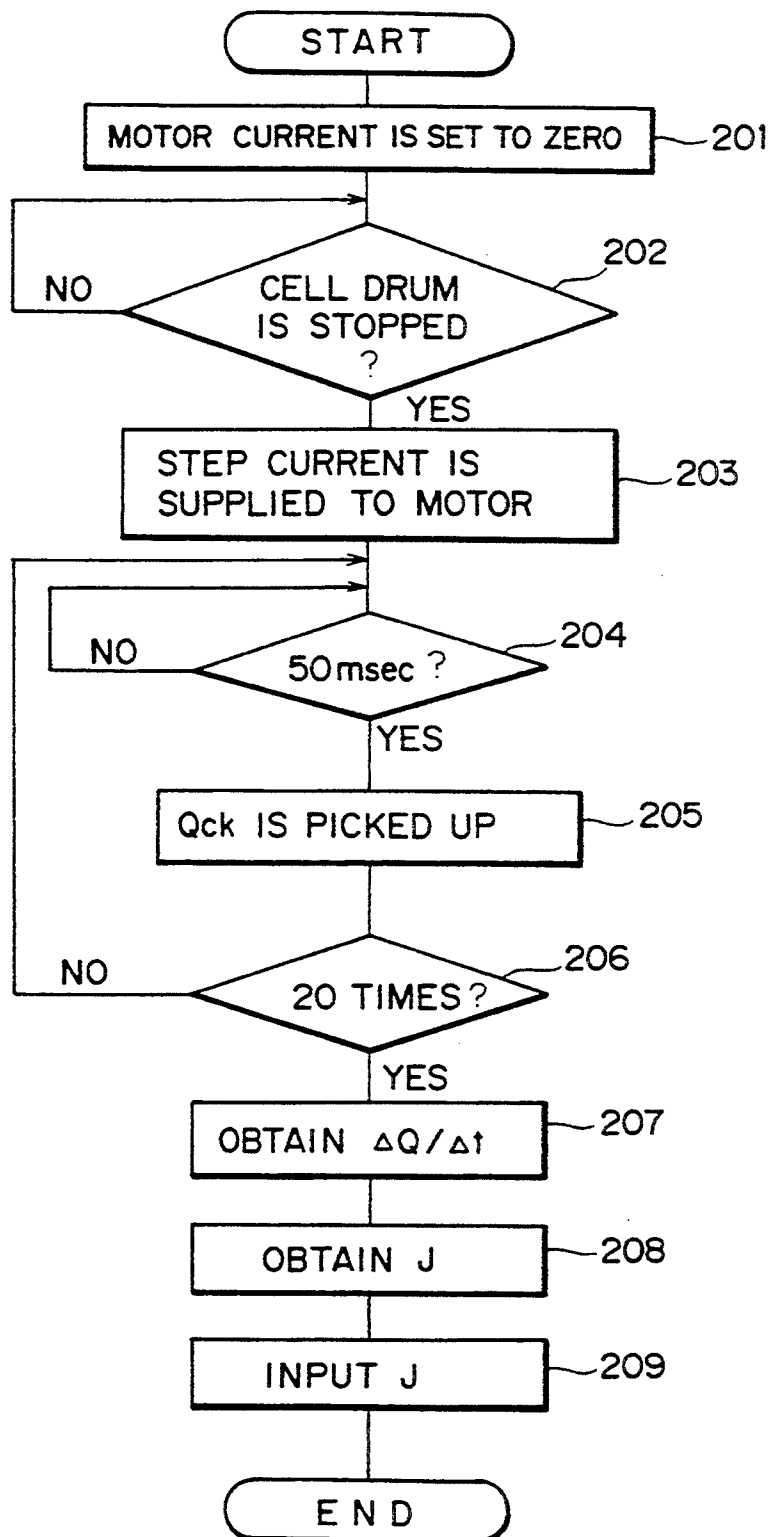 START
MOTOR CURRENT IS SET TO ZERO
201
202
NO
CELL DRUM
IS STOPPED
?
YES
STEP CURRENT IS
SUPPLIED TO MOTOR
203
204
NO
50msec ?
YES
Qck IS PICKED UP
205
206
NO
20 TIMES?
YES
OBTAIN ΔQ/Δt
207
OBTAIN J
208
INPUT J
209
END